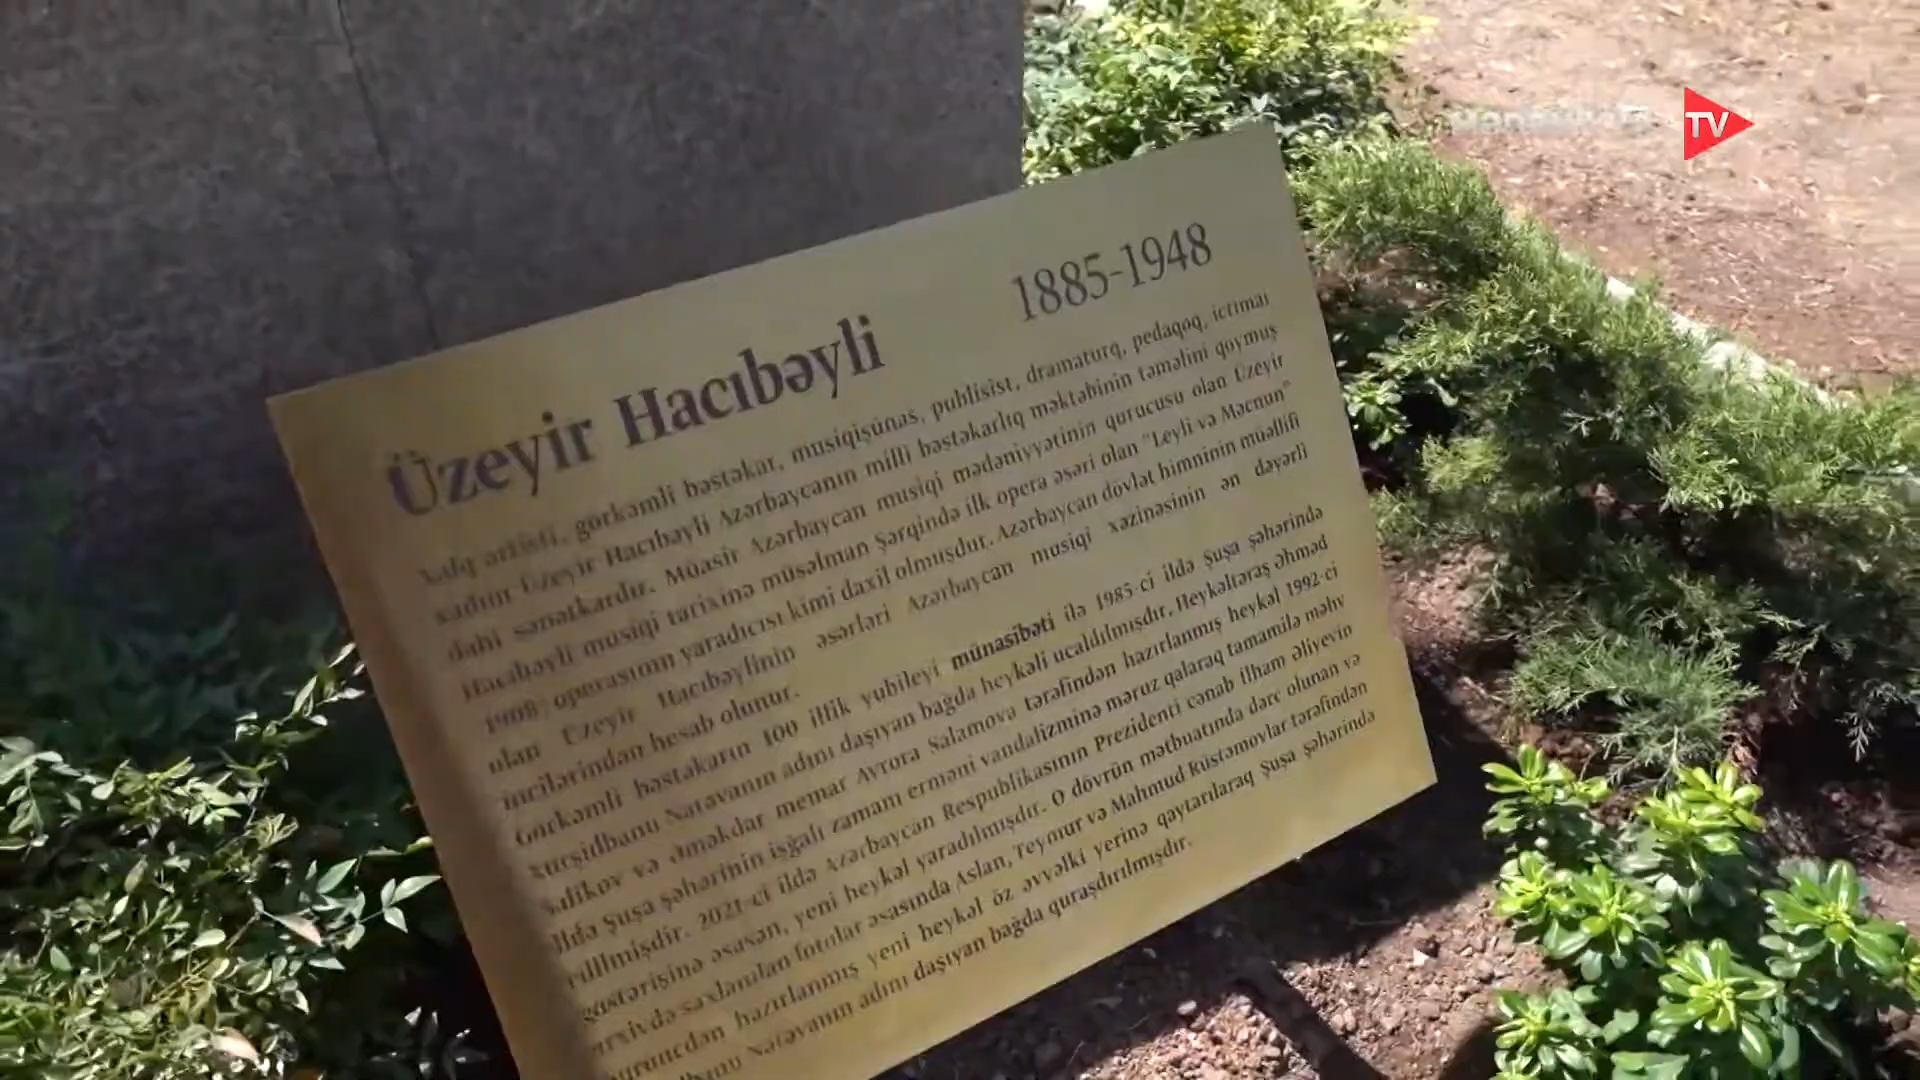 Üzeyir Hacıbəyli 1885-1948
Xalq artisti, görkəmli bəstəkar, musiqişünas, publisist, dramaturq, pedaqoq, ictimai
xadim Üzeyir Hacıbəyli Azərbaycanın milli bəstəkarlıq məktəbinin təməlini qoymuş
dahi sənətkardır. Müasir Azərbaycan musiqi mədəniyyətinin qurucusu olan Üzeyir
Hacıbəyli musiqi tarixinə müsəlman Şərqində ilk opera əsəri olan "Leyli və Məcnun"
1908) operasının yaradıcısı kimi daxil olmuşdur. Azərbaycan dövlət himninin müəllifi
olan Üzeyir Hacıbəylinin əsərləri Azərbaycan musiqi xəzinəsinin ən dəyərli
incilərindən hesab olunur.
Görkəmli bəstəkarın 100 illik yubileyi münasibəti ilə 1985-ci ildə Şuşa şəhərində
Xurşidbanu Natəvanın adını daşıyan bağda heykəli ucaldılmışdır. Heykəltəraş Əhməd
Salikov və Əməkdar memar Avrora Salamova tərəfindən hazırlanmış heykəl 1992-ci
ildə Şuşa şəhərinin işğalı zamanı erməni vandalizminə məruz qalaraq tamamilə məhv
edilmişdir. 2021-ci ildə Azərbaycan Respublikasının Prezidenti cənab İlham Əliyevin
göstərişinə əsasən, yeni heykəl yaradılmışdır. O dövrün mətbuatında dərc olunan və
arxivdə saxlanılan fotolar əsasında Aslan, Teymur və Mahmud Rüstəmovlar tərəfindən
hazırlanmış yeni heykəl öz əvvəlki yerinə qaytarılaraq Şuşa şəhərində
Natəvanın adını daşıyan bağda quraşdırılmışdır.
TV